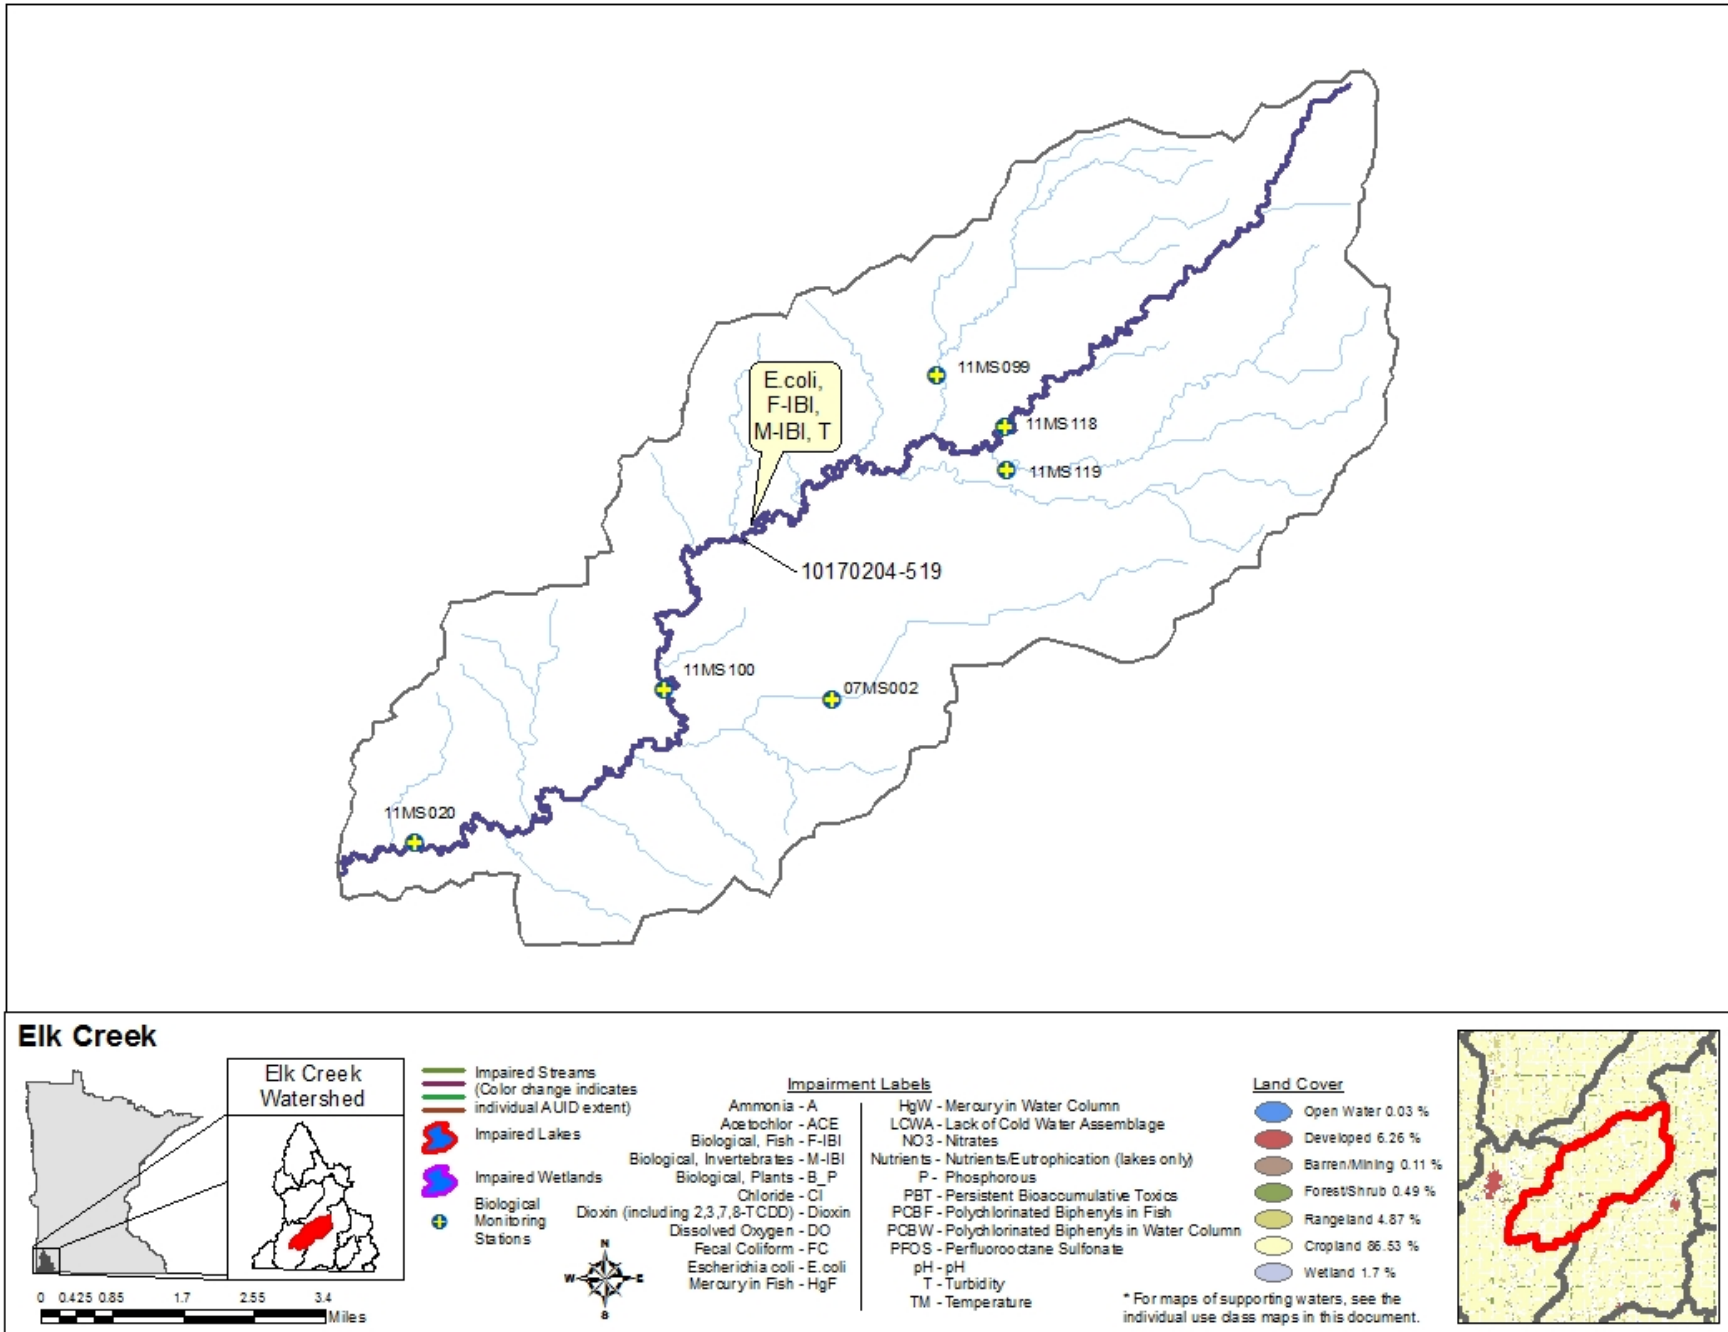 E.coli,
F-IBI,
M-IBI, T
11MS099
11MS118
11MS119
10170204-519
11MS100
07MS002
11MS020
Elk Creek
Elk Creek
Watershed
0 0.425 0.85 1.7 2.55 3.4
Miles
Impaired Streams
(Color change indicates
individual AUID extent)
Impaired Lakes
Impaired Wetlands
Biological
Monitoring
Stations
N
W E
S
Impairment Labels
Ammonia - A
Acetochlor - ACE
Biological, Fish - F-IBI
Biological, Invertebrates - M-IBI
Biological, Plants - B_P
Chloride - Cl
Dioxin (including 2,3,7,8-TCDD) - Dioxin
Dissolved Oxygen - DO
Fecal Coliform - FC
Escherichia coli - E.coli
Mercury in Fish - HgF
HgW - Mercury in Water Column
LCWA - Lack of Cold Water Assemblage
NO3 - Nitrates
Nutrients - Nutrients/Eutrophication (lakes only)
P - Phosphorous
PBT - Persistent Bioaccumulative Toxics
PCBF - Polychlorinated Biphenyls in Fish
PCBW - Polychlorinated Biphenyls in Water Column
PFOS - Perfluorooctane Sulfonate
pH - pH
T - Turbidity
TM - Temperature
Land Cover
Open Water 0.03 %
Developed 6.26 %
Barren/Mining 0.11 %
Forest/Shrub 0.49 %
Rangeland 4.87 %
Cropland 86.53 %
Wetland 1.7 %
* For maps of supporting waters, see the
individual use class maps in this document.